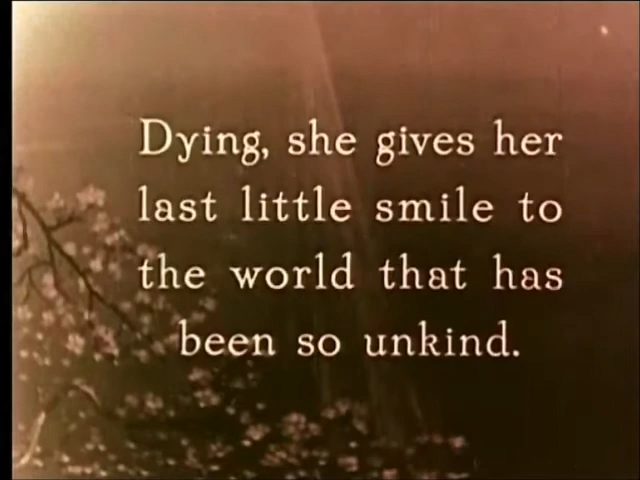 Dying, she gives her
last little smile to
the world that has
been so unkind.